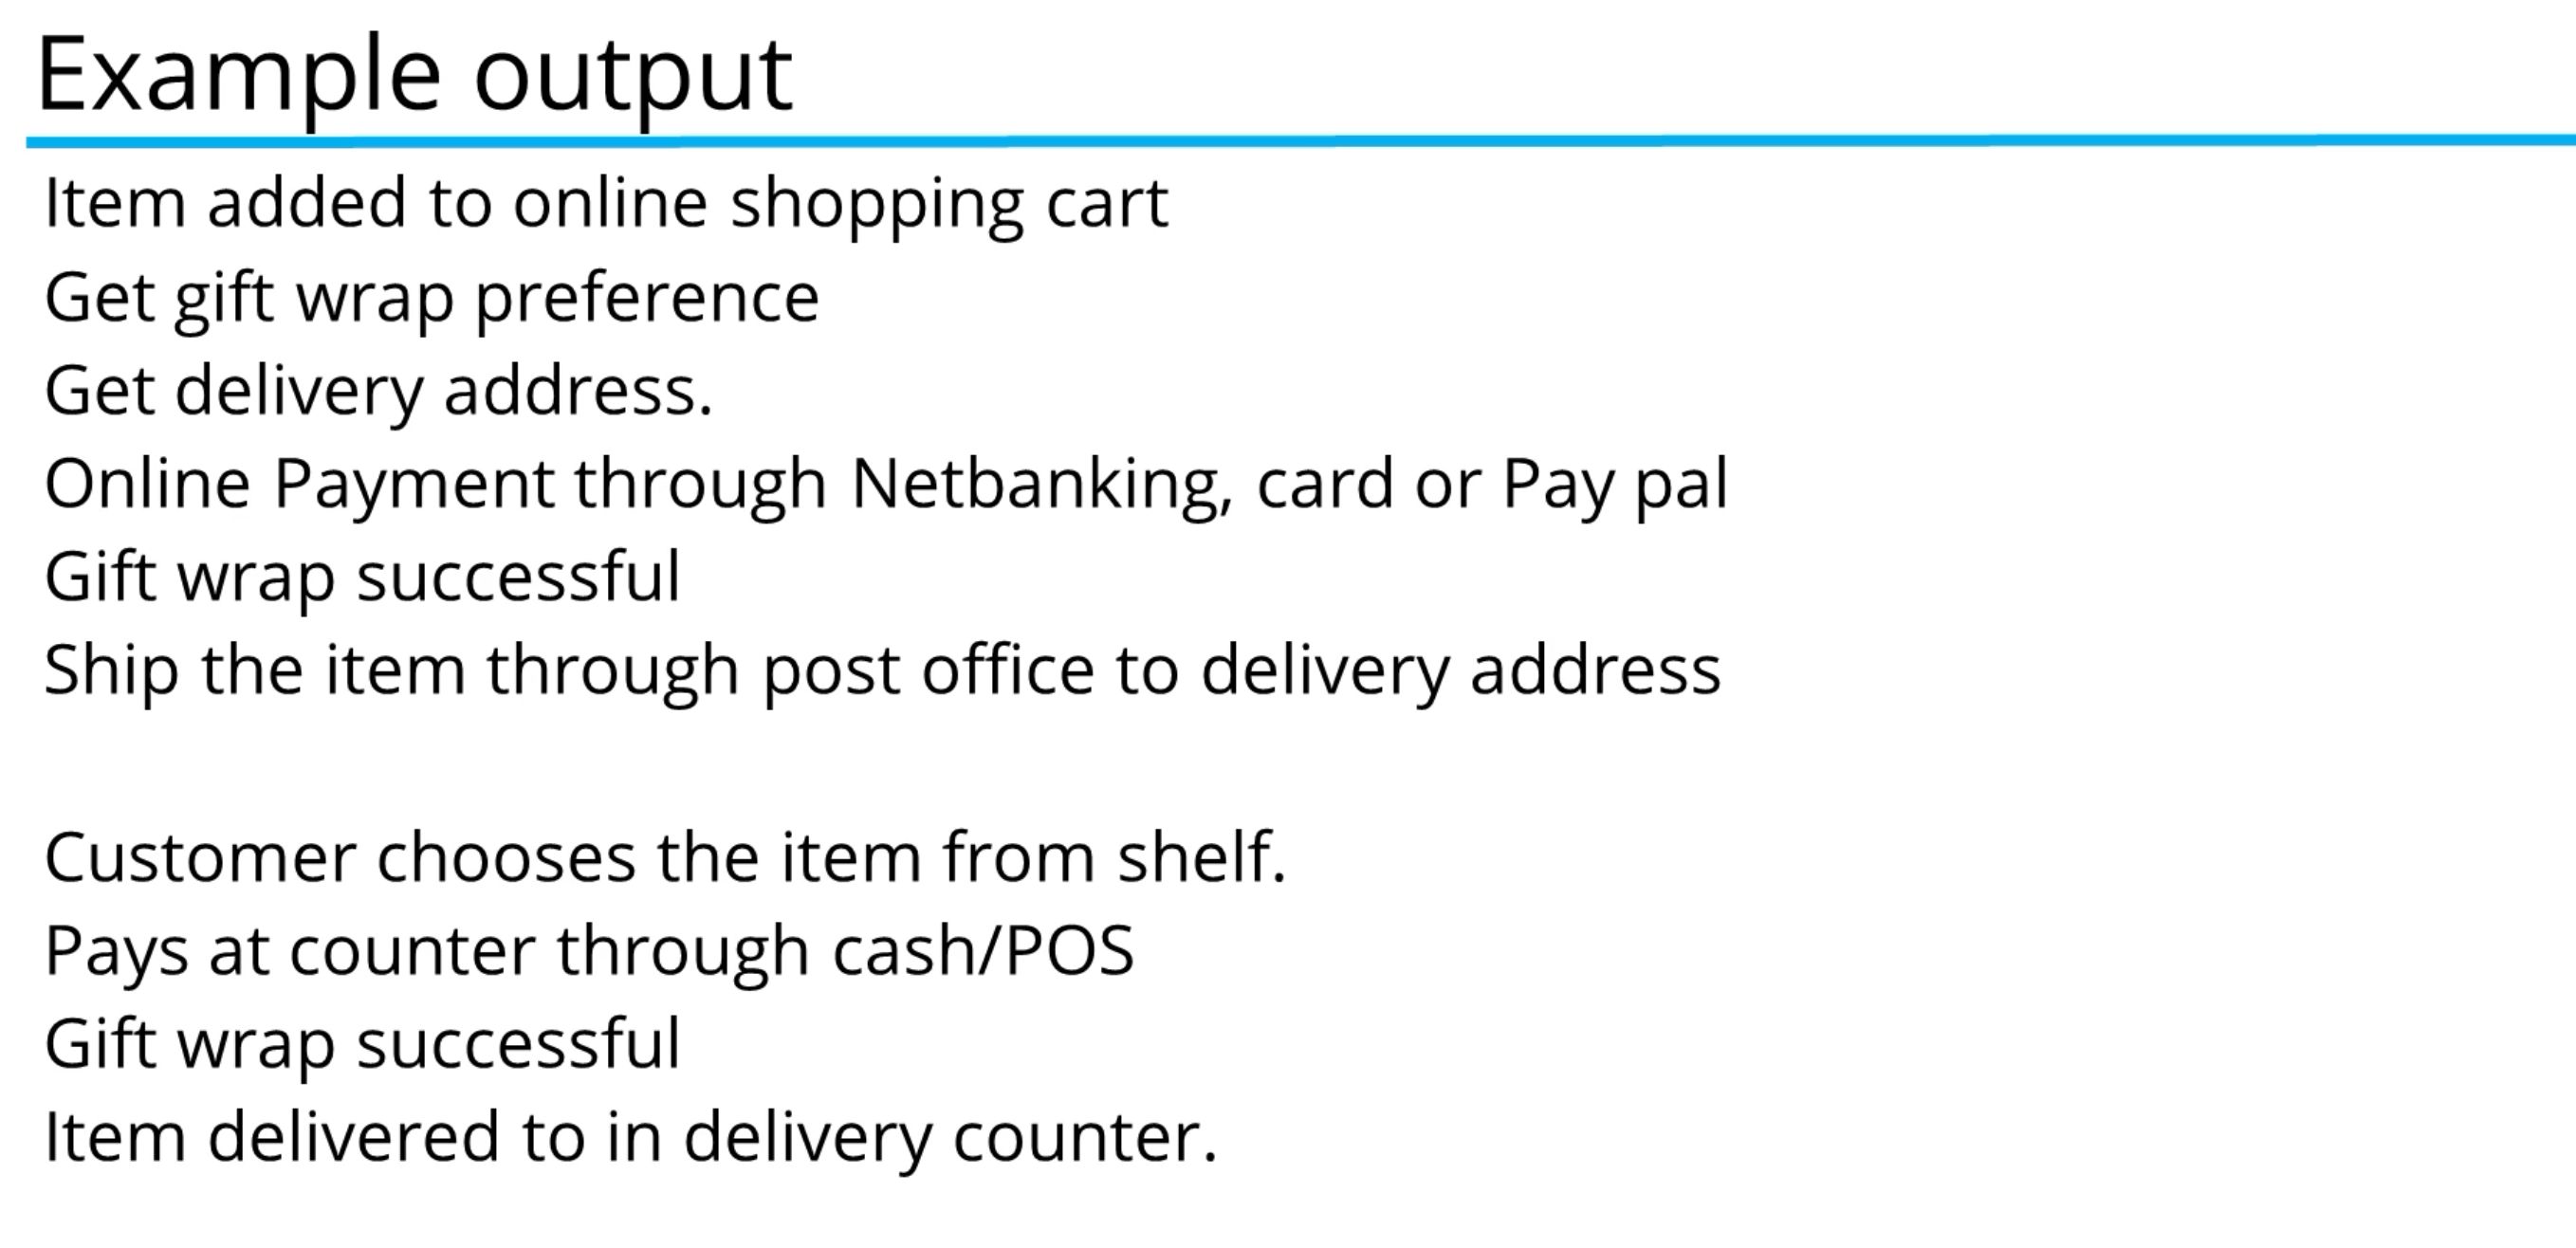 Example output
Item added to online shopping cart
Get gift wrap preference
Get delivery address.
Online Payment through Netbanking, card or Pay pal
Gift wrap successful
Ship the item through post office to delivery address
Customer chooses the item from shelf.
Pays at counter through cash/POS
Gift wrap successful
Item delivered to in delivery counter.